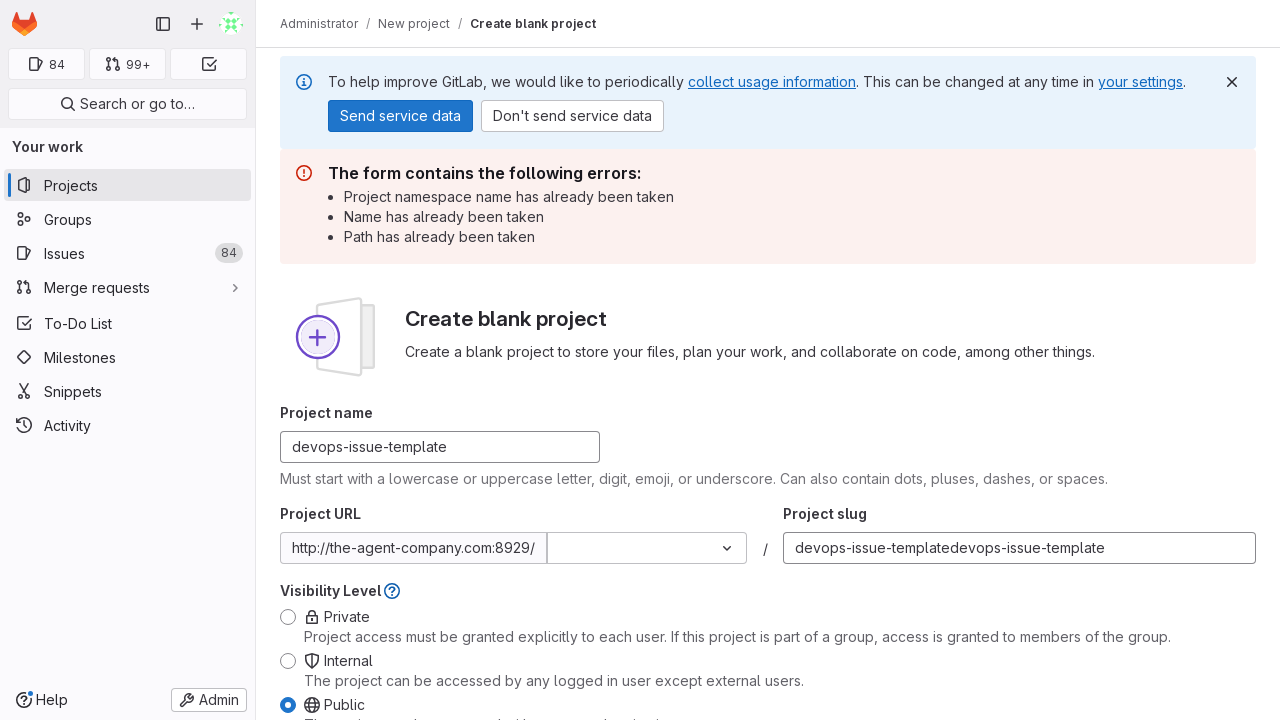 Administrator / New project / Create blank project
84
99+
Search or go to…
Your work
Projects
Groups
Issues 84
Merge requests
To-Do List
Milestones
Snippets
Activity
Help
Admin
To help improve GitLab, we would like to periodically collect usage information. This can be changed at any time in your settings.
Send service data
Don't send service data
The form contains the following errors:
Project namespace name has already been taken
Name has already been taken
Path has already been taken
Create blank project
Create a blank project to store your files, plan your work, and collaborate on code, among other things.
Project name
devops-issue-template
Must start with a lowercase or uppercase letter, digit, emoji, or underscore. Can also contain dots, pluses, dashes, or spaces.
Project URL
http://the-agent-company.com:8929/
/
Project slug
devops-issue-templatedevops-issue-template
Visibility Level
Private
Project access must be granted explicitly to each user. If this project is part of a group, access is granted to members of the group.
Internal
The project can be accessed by any logged in user except external users.
Public